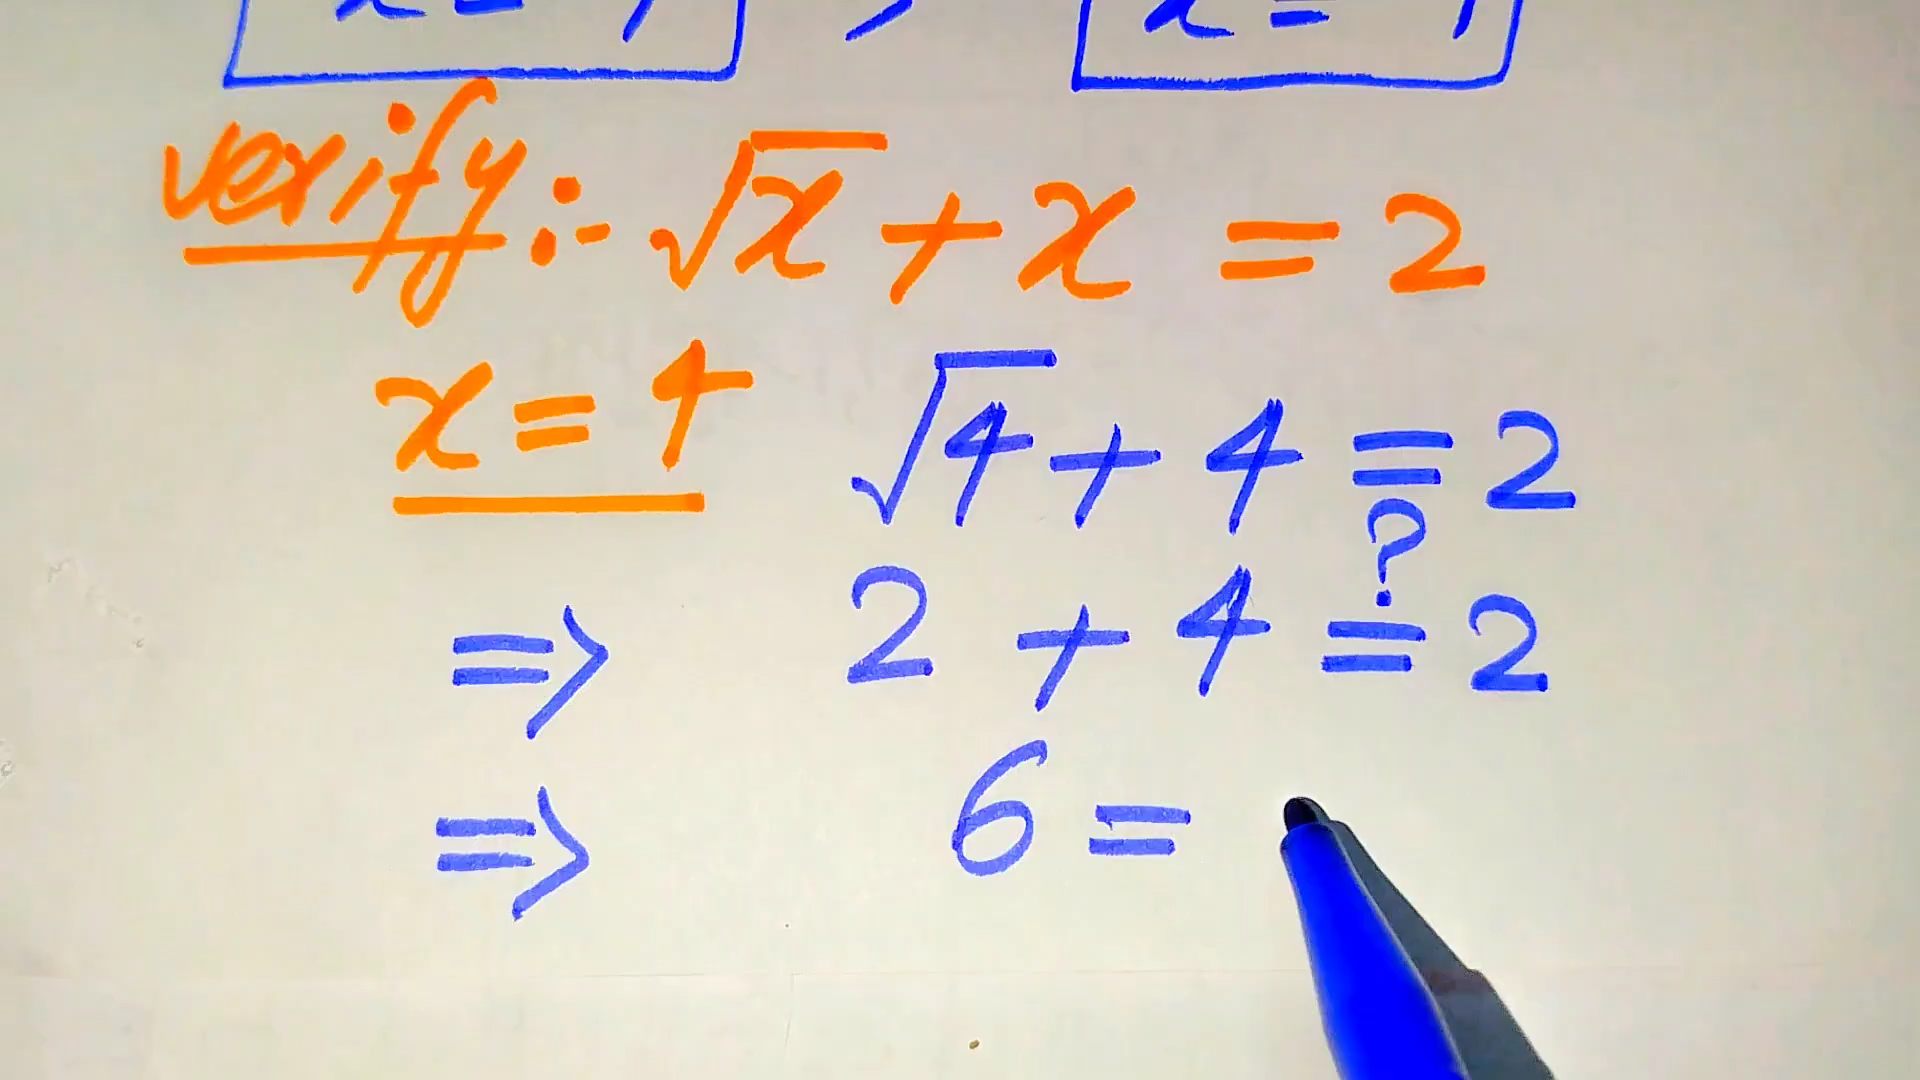 verify:- √x + x = 2
x = 4
√4 + 4 = 2
?
⇒ 2 + 4 = 2
⇒ 6 =